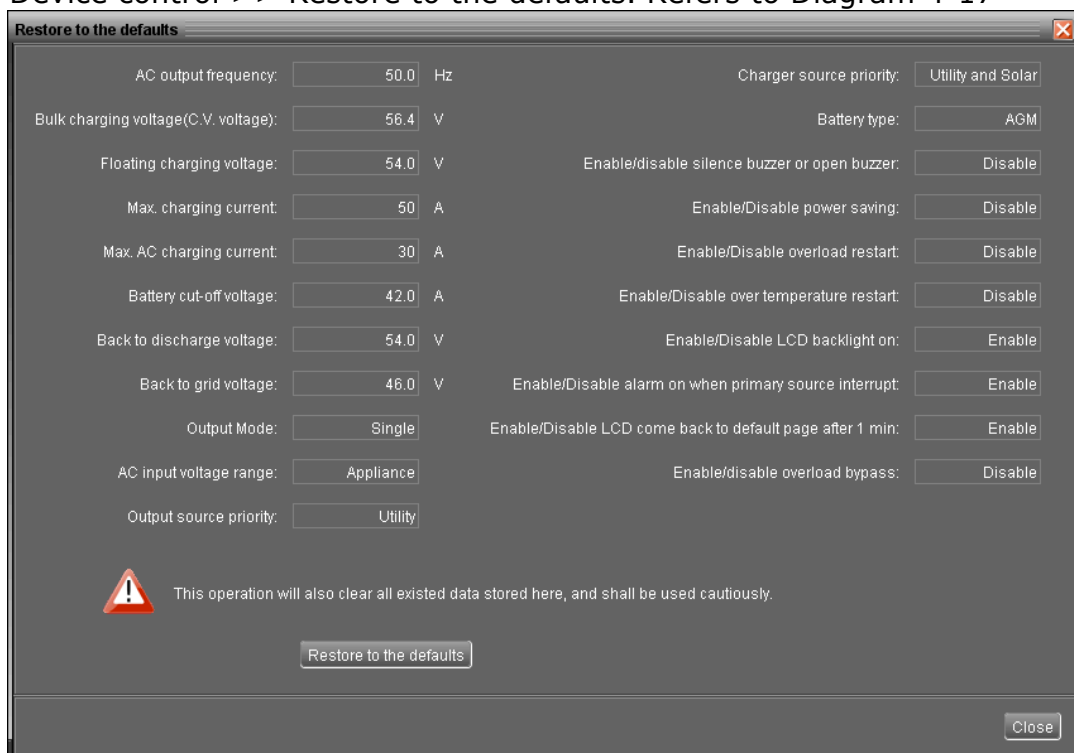 Device control >> Restore to the defaults. Refers to Diagram 4-17
Restore to the defaults
AC output frequency: 50.0 Hz Charger source priority: Utility and Solar
Bulk charging voltage(C.V. voltage): 56.4 V Battery type: AGM
Floating charging voltage: 54.0 V Enable/disable silence buzzer or open buzzer: Disable
Max. charging current: 50 A Enable/Disable power saving: Disable
Max. AC charging current: 30 A Enable/Disable overload restart: Disable
Battery cut-off voltage: 42.0 A Enable/Disable over temperature restart: Disable
Back to discharge voltage: 54.0 V Enable/Disable LCD backlight on: Enable
Back to grid voltage: 46.0 V Enable/Disable alarm on when primary source interrupt: Enable
Output Mode: Single Enable/Disable LCD come back to default page after 1 min: Enable
AC input voltage range: Appliance Enable/disable overload bypass: Disable
Output source priority: Utility
This operation will also clear all existed data stored here, and shall be used cautiously.
Restore to the defaults
Close